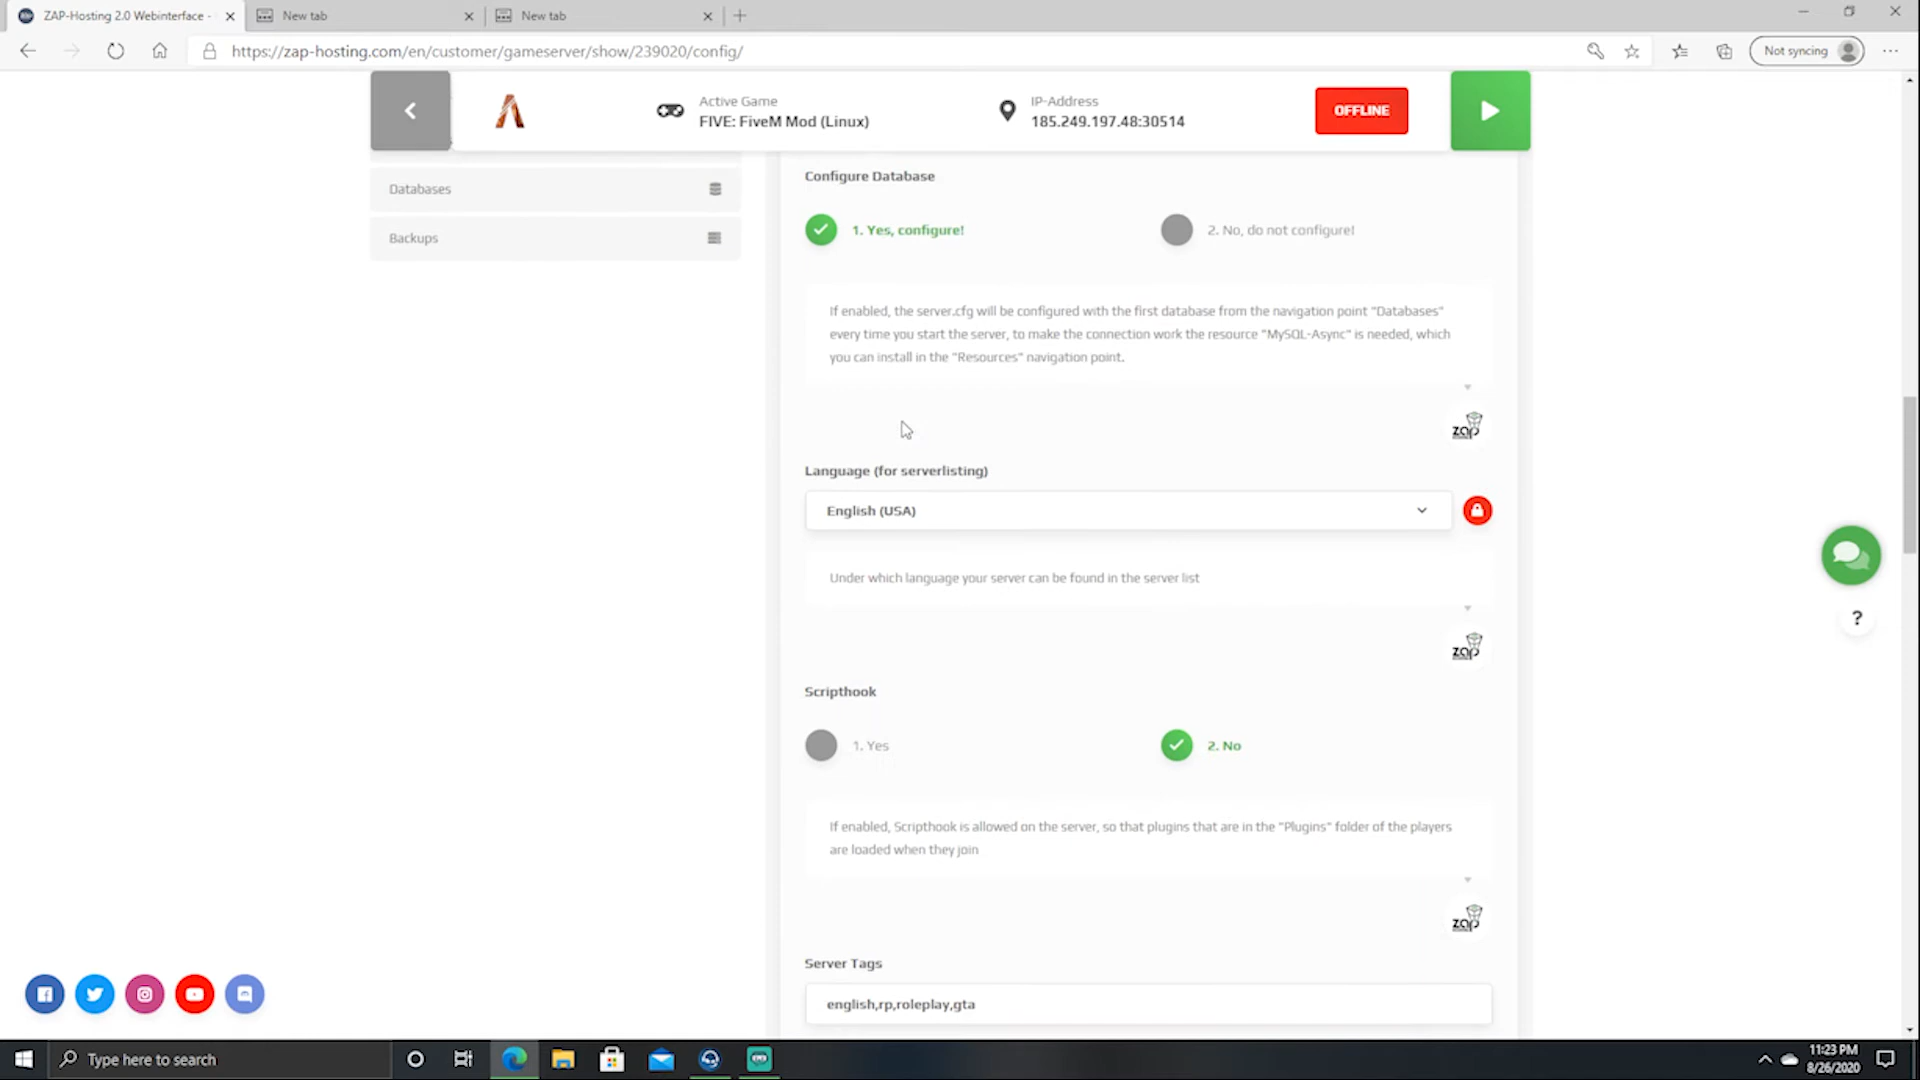 ZAP-Hosting 2.0 Webinterface -
New tab
New tab
https://zap-hosting.com/en/customer/gameserver/show/239020/config/
Not syncing
Active Game
FIVE: FiveM Mod (Linux)
IP-Address
185.249.197.48:30514
OFFLINE
Databases
Backups
Configure Database
1. Yes, configure!
2. No, do not configure!
If enabled, the server.cfg will be configured with the first database from the navigation point "Databases"
every time you start the server, to make the connection work the resource "MySQL-Async" is needed, which
you can install in the "Resources" navigation point.
zap
Language (for serverlisting)
English (USA)
Under which language your server can be found in the server list
zap
Scripthook
1. Yes
2. No
If enabled, Scripthook is allowed on the server, so that plugins that are in the "Plugins" folder of the players
are loaded when they join
zap
Server Tags
english,rp,roleplay,gta
?
Type here to search
11:23 PM
8/26/2020